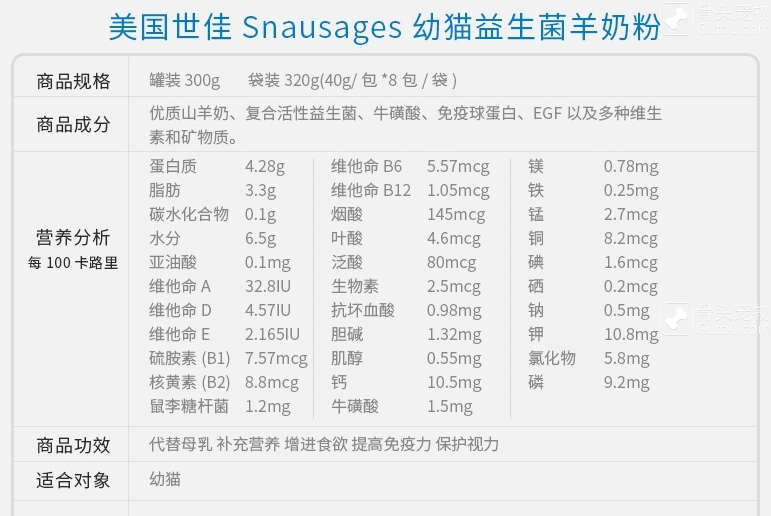 美国世佳 Snausages 幼猫益生菌羊奶粉
商品规格 罐装 300g 袋装 320g(40g/ 包 *8 包 / 袋 )
商品成分 优质山羊奶、复合活性益生菌、牛磺酸、免疫球蛋白、EGF 以及多种维生
素和矿物质。
营养分析
每 100 卡路里
蛋白质 4.28g
脂肪 3.3g
碳水化合物 0.1g
水分 6.5g
亚油酸 0.1mg
维他命 A 32.8IU
维他命 D 4.57IU
维他命 E 2.165IU
硫胺素 (B1) 7.57mcg
核黄素 (B2) 8.8mcg
鼠李糖杆菌 1.2mg
维他命 B6 5.57mcg
维他命 B12 1.05mcg
烟酸 145mcg
叶酸 4.6mcg
泛酸 80mcg
生物素 2.5mcg
抗坏血酸 0.98mg
胆碱 1.32mg
肌醇 0.55mg
钙 10.5mg
牛磺酸 1.5mg
镁 0.78mg
铁 0.25mg
锰 2.7mcg
铜 8.2mcg
碘 1.6mcg
硒 0.2mcg
钠 0.5mg
钾 10.8mg
氯化物 5.8mg
磷 9.2mg
商品功效 代替母乳 补充营养 增进食欲 提高免疫力 保护视力
适合对象 幼猫